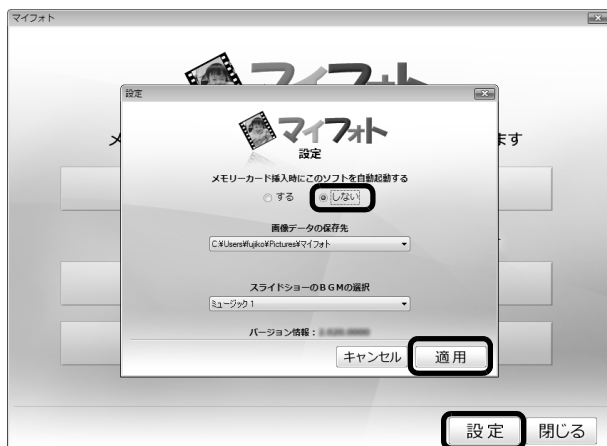 マイフォト
マイフォト
メ
ます
設定
マイフォト
設定
メモリーカード挿入時にこのソフトを自動起動する
する しない
画像データの保存先
C:¥Users¥fujiko¥Pictures¥マイフォト
スライドショーのBGMの選択
ミュージック1
バージョン情報：
キャンセル 適用
設定 閉じる